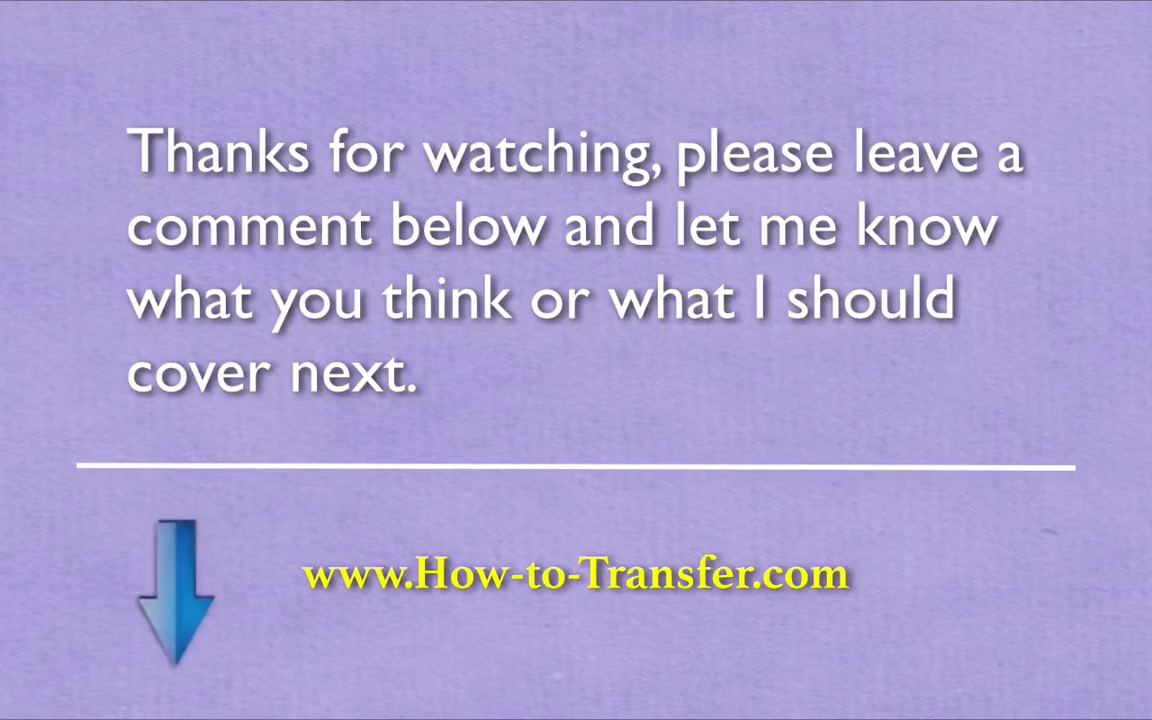 Thanks for watching, please leave a
comment below and let me know
what you think or what I should
cover next.
www.How-to-Transfer.com